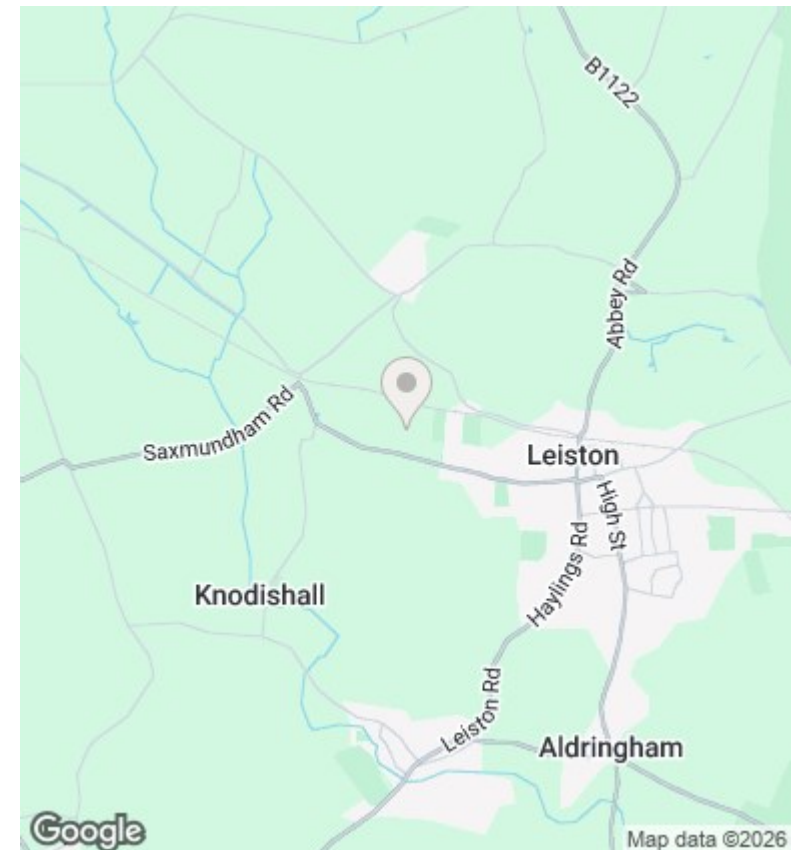 B1122
Abbey Rd
Saxmundham Rd
Leiston
High St
Haylings Rd
Knodishall
Leiston Rd
Aldringham
Google
Map data ©2026